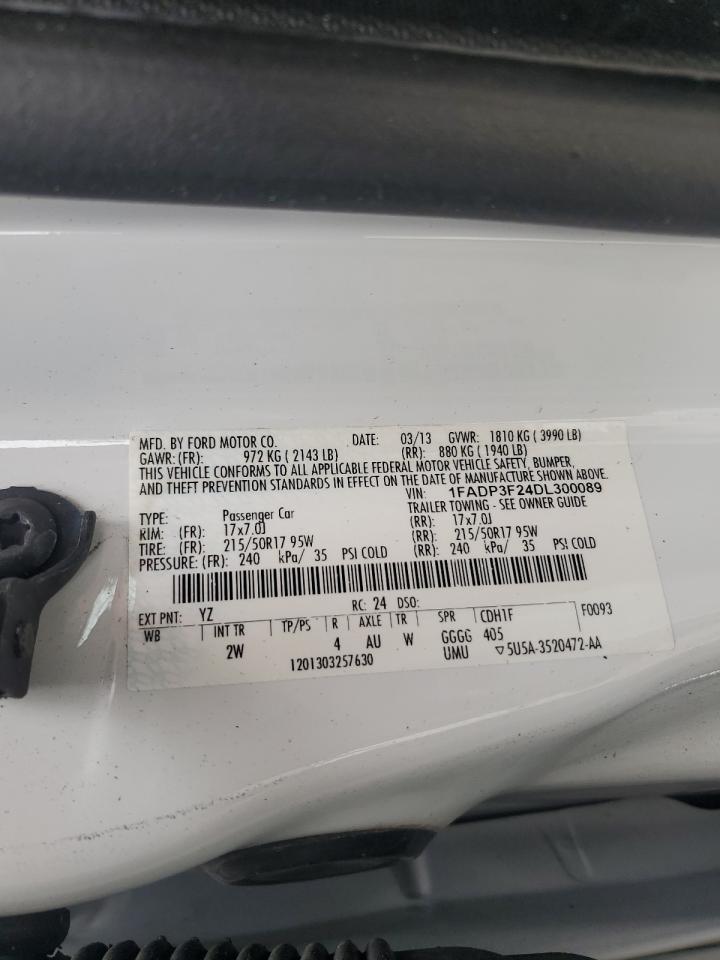 MFD. BY FORD MOTOR CO. DATE: 03/13 GVWR: 1810 KG ( 3990 LB)
GAWR: (FR): 972 KG ( 2143 LB) (RR): 880 KG ( 1940 LB)
THIS VEHICLE CONFORMS TO ALL APPLICABLE FEDERAL MOTOR VEHICLE SAFETY, BUMPER,
AND THEFT PREVENTION STANDARDS IN EFFECT ON THE DATE OF MANUFACTURE SHOWN ABOVE.
VIN: 1FADP3F24DL300089
TYPE: Passenger Car TRAILER TOWING - SEE OWNER GUIDE
RIM: (FR): 17x7.0J (RR): 17x7.0J
TIRE: (FR): 215/50R17 95W (RR): 215/50R17 95W
PRESSURE: (FR): 240 kPa/ 35 PSI COLD (RR): 240 kPa/ 35 PSI COLD
EXT PNT: YZ RC: 24 DSO: F0093
WB INT TR TP/PS R AXLE TR SPR CDH1F
2W 4 AU W GGGG 405
1201303257630 UMU ▽5U5A-3520472-AA